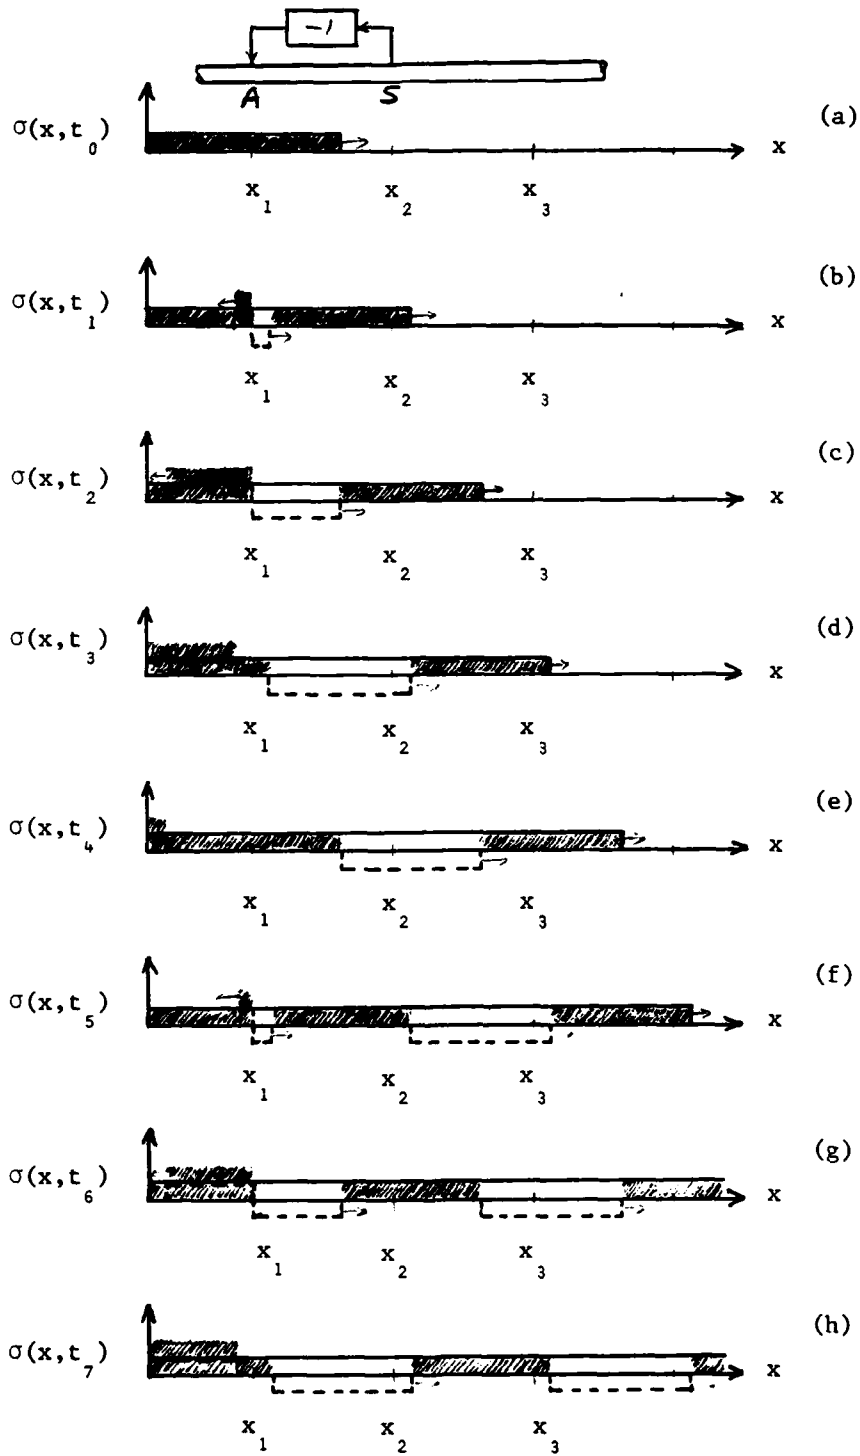 -1
A S
σ(x,t₀) x (a)
x₁ x₂ x₃
σ(x,t₁) x (b)
x₁ x₂ x₃
σ(x,t₂) x (c)
x₁ x₂ x₃
σ(x,t₃) x (d)
x₁ x₂ x₃
σ(x,t₄) x (e)
x₁ x₂ x₃
σ(x,t₅) x (f)
x₁ x₂ x₃
σ(x,t₆) x (g)
x₁ x₂ x₃
σ(x,t₇) x (h)
x₁ x₂ x₃